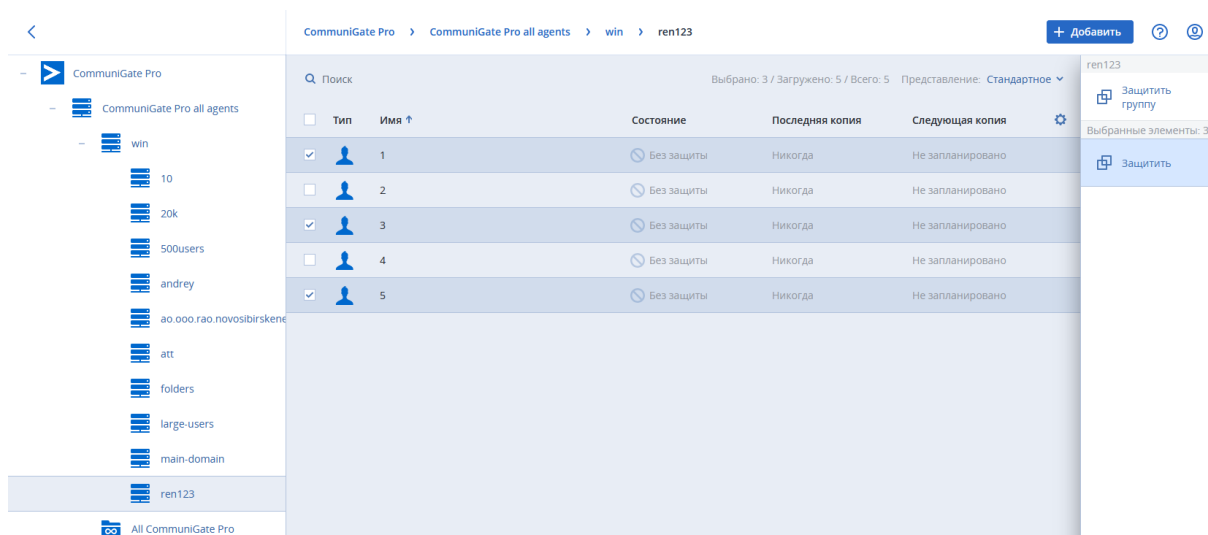 CommuniGate Pro › CommuniGate Pro all agents › win › ren123
+ Добавить
CommuniGate Pro
CommuniGate Pro all agents
win
10
20k
500users
andrey
ao.ooo.rao.novosibirskene
att
folders
large-users
main-domain
ren123
All CommuniGate Pro
Поиск Выбрано: 3 / Загружено: 5 / Всего: 5 Представление: Стандартное
Тип Имя ↑ Состояние Последняя копия Следующая копия
1 Без защиты Никогда Не запланировано
2 Без защиты Никогда Не запланировано
3 Без защиты Никогда Не запланировано
4 Без защиты Никогда Не запланировано
5 Без защиты Никогда Не запланировано
ren123
Защитить
группу
Выбранные элементы: 3
Защитить